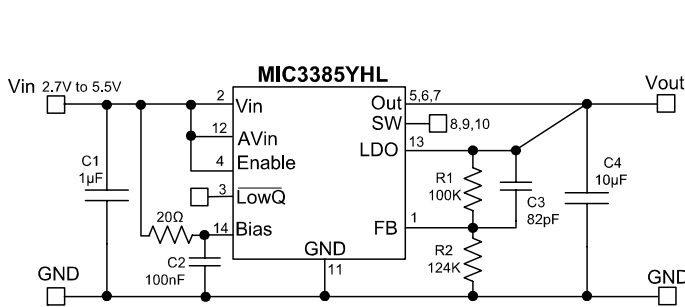 MIC3385YHL
Vin 2.7V to 5.5V
2
Vin
Out
5,6,7
Vout
SW
8,9,10
12
AVin
LDO
13
C1
1µF
4
Enable
R1
100K
C3
82pF
C4
10µF
3
LowQ
20Ω
14
Bias
FB
1
C2
100nF
GND
11
R2
124K
GND
GND